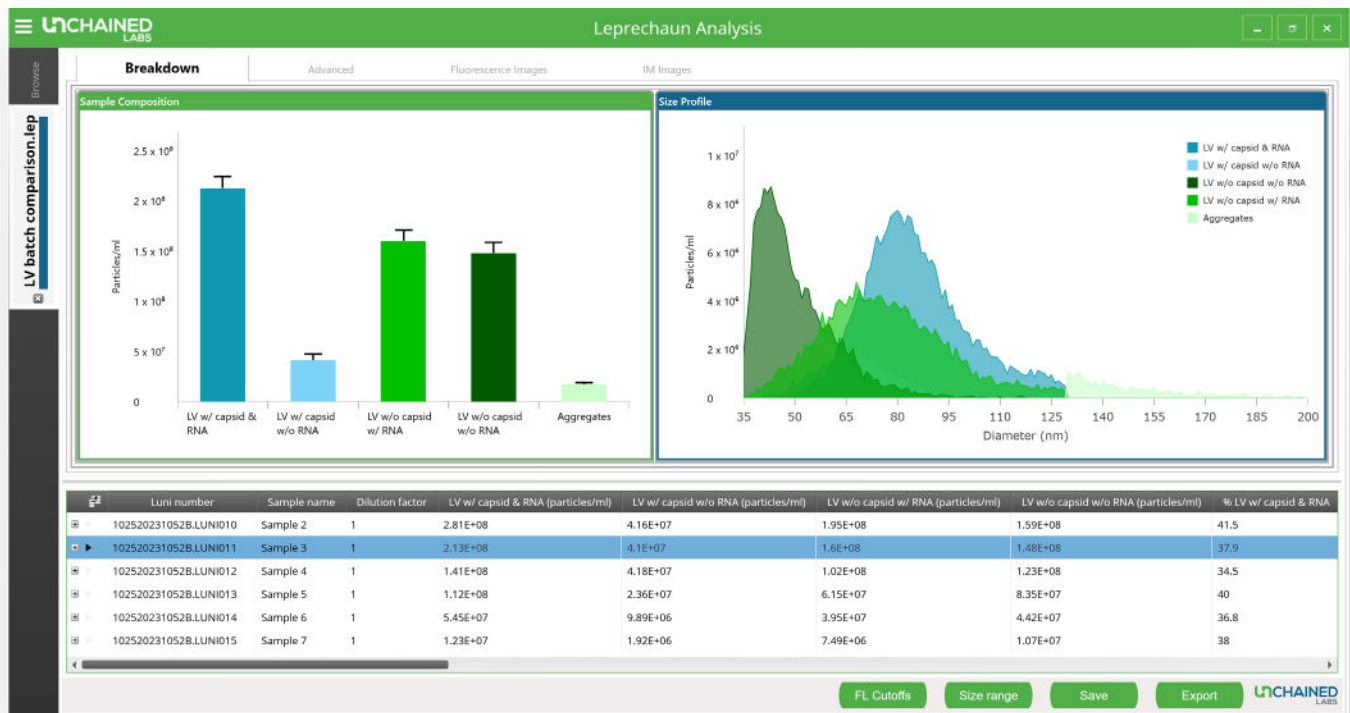 UNCHAINED LABS
Leprechaun Analysis
Browse
LV batch comparison.lep
Breakdown
Advanced
Fluorescence Images
IM Images
Sample Composition
2.5 x 10⁸
2 x 10⁸
1.5 x 10⁸
1 x 10⁸
5 x 10⁷
0
Particles/ml
LV w/ capsid & RNA
LV w/ capsid w/o RNA
LV w/o capsid w/ RNA
LV w/o capsid w/o RNA
Aggregates
Size Profile
1 x 10⁷
8 x 10⁶
6 x 10⁶
4 x 10⁶
2 x 10⁶
0
Particles/ml
35 50 65 80 95 110 125 140 155 170 185 200
Diameter (nm)
LV w/ capsid & RNA
LV w/ capsid w/o RNA
LV w/o capsid w/o RNA
LV w/o capsid w/ RNA
Aggregates
Luni number Sample name Dilution factor LV w/ capsid & RNA (particles/ml) LV w/ capsid w/o RNA (particles/ml) LV w/o capsid w/ RNA (particles/ml) LV w/o capsid w/o RNA (particles/ml) % LV w/ capsid & RNA
102520231052B.LUNI010 Sample 2 1 2.81E+08 4.16E+07 1.95E+08 1.59E+08 41.5
102520231052B.LUNI011 Sample 3 1 2.13E+08 4.1E+07 1.6E+08 1.48E+08 37.9
102520231052B.LUNI012 Sample 4 1 1.41E+08 4.18E+07 1.02E+08 1.23E+08 34.5
102520231052B.LUNI013 Sample 5 1 1.12E+08 2.36E+07 6.15E+07 8.35E+07 40
102520231052B.LUNI014 Sample 6 1 5.45E+07 9.89E+06 3.95E+07 4.42E+07 36.8
102520231052B.LUNI015 Sample 7 1 1.23E+07 1.92E+06 7.49E+06 1.07E+07 38
FL Cutoffs
Size range
Save
Export
UNCHAINED LABS